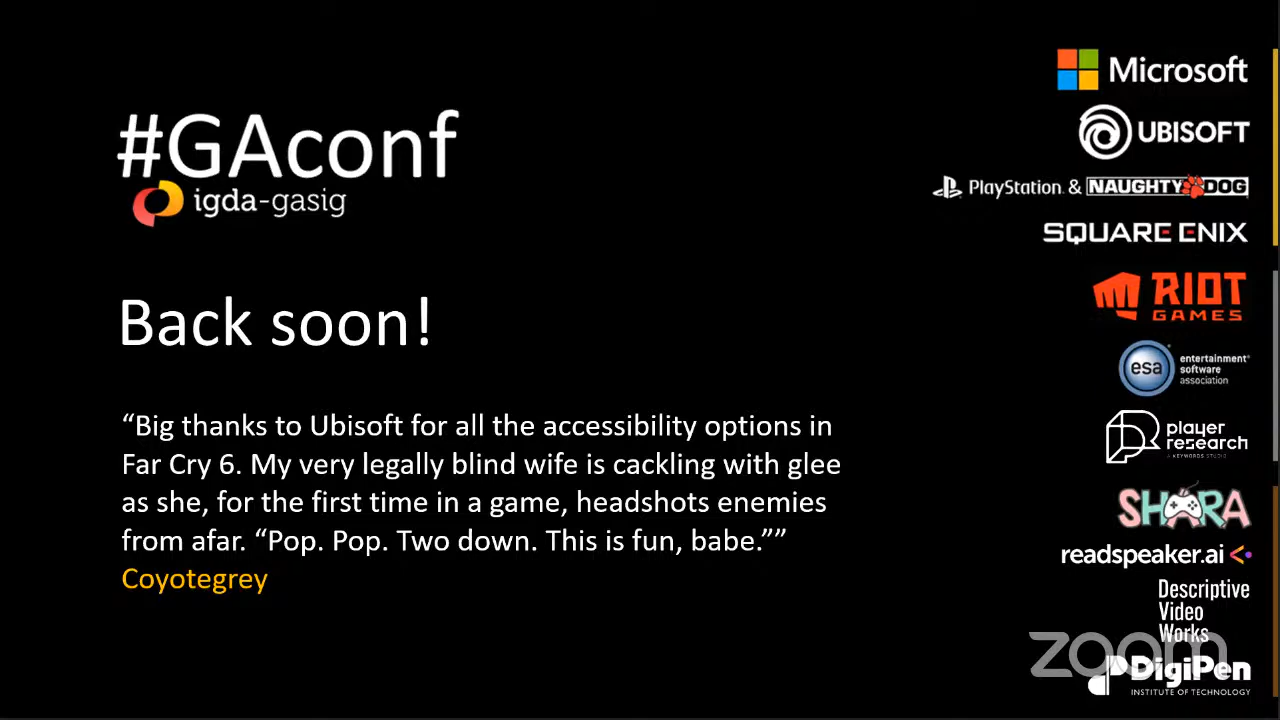 #GAconf
igda-gasig
Back soon!
“Big thanks to Ubisoft for all the accessibility options in
Far Cry 6. My very legally blind wife is cackling with glee
as she, for the first time in a game, headshots enemies
from afar. “Pop. Pop. Two down. This is fun, babe.””
Coyotegrey
Microsoft
UBISOFT
PlayStation. & NAUGHTY DOG
SQUARE ENIX
RIOT
GAMES
esa
entertainment®
software
association
player
research
A KEYWORDS STUDIO
SHARA
readspeaker.ai
Descriptive
Video
Works
zoom
DigiPen
INSTITUTE OF TECHNOLOGY